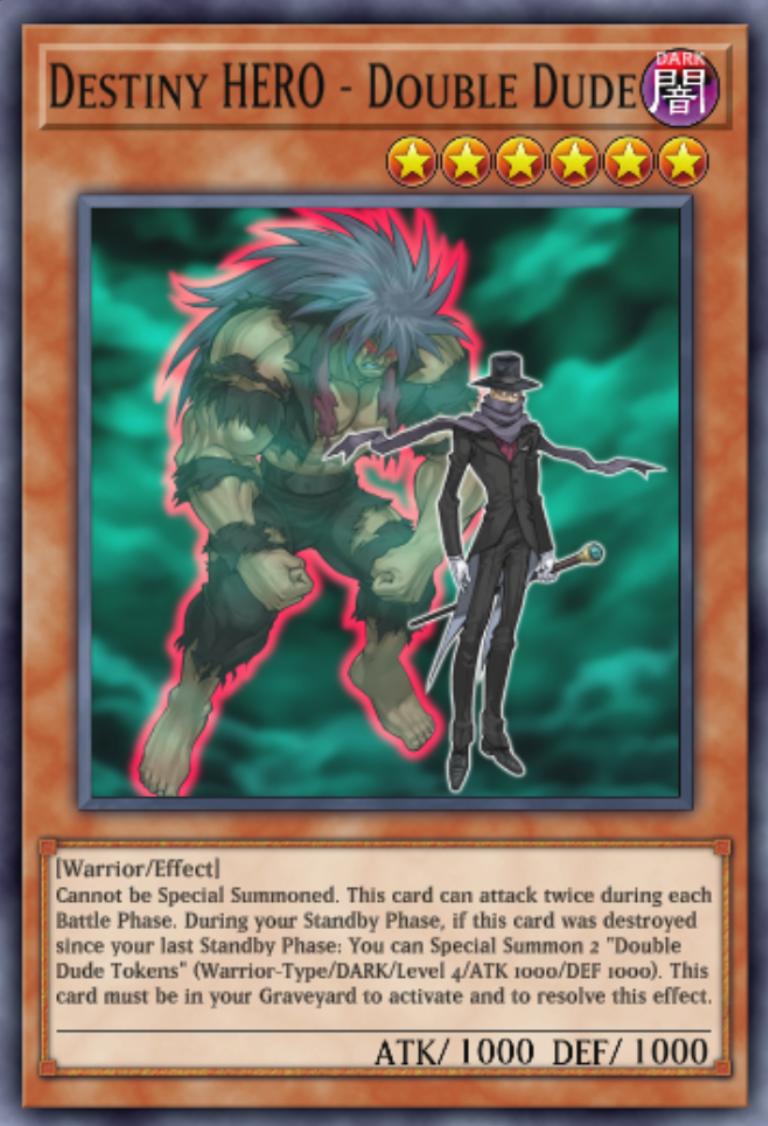 DESTINY HERO - DOUBLE DUDE
DARK
闇
[Warrior/Effect]
Cannot be Special Summoned. This card can attack twice during each
Battle Phase. During your Standby Phase, if this card was destroyed
since your last Standby Phase: You can Special Summon 2 "Double
Dude Tokens" (Warrior-Type/DARK/Level 4/ATK 1000/DEF 1000). This
card must be in your Graveyard to activate and to resolve this effect.
ATK/ 1000 DEF/ 1000